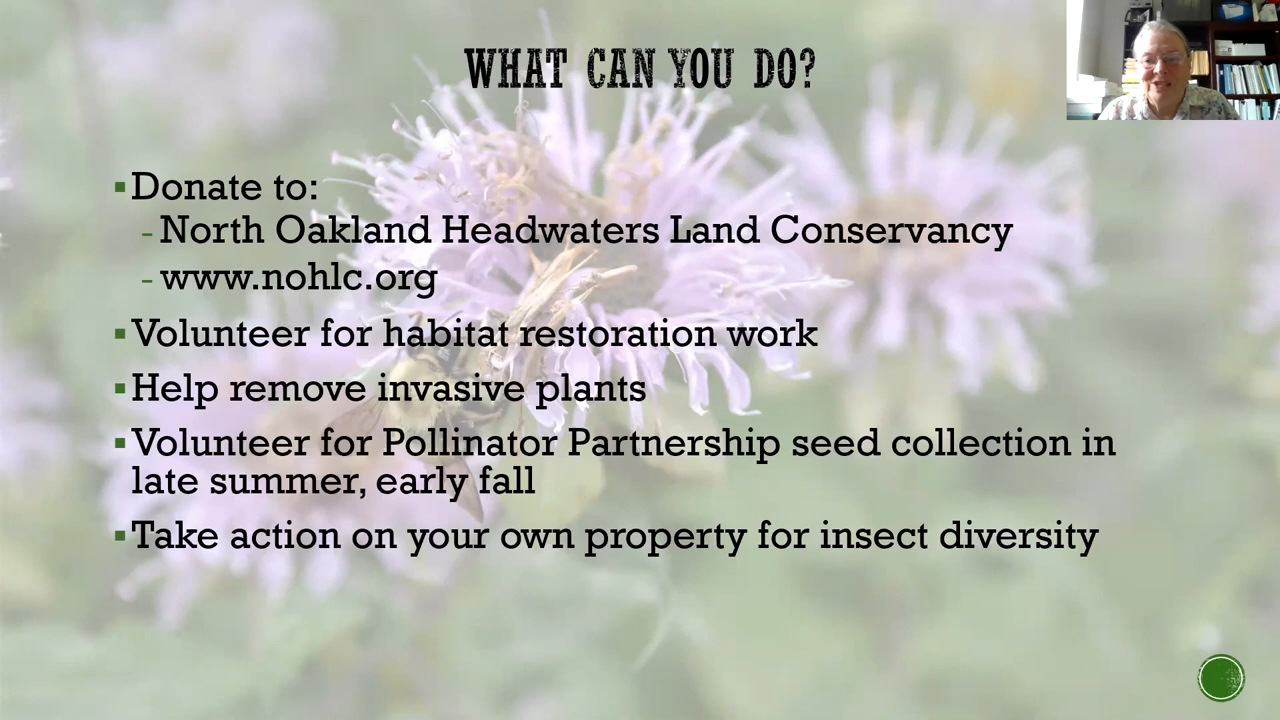 WHAT CAN YOU DO?
▪Donate to:
- North Oakland Headwaters Land Conservancy
- www.nohlc.org
▪Volunteer for habitat restoration work
▪Help remove invasive plants
▪Volunteer for Pollinator Partnership seed collection in
late summer, early fall
▪Take action on your own property for insect diversity